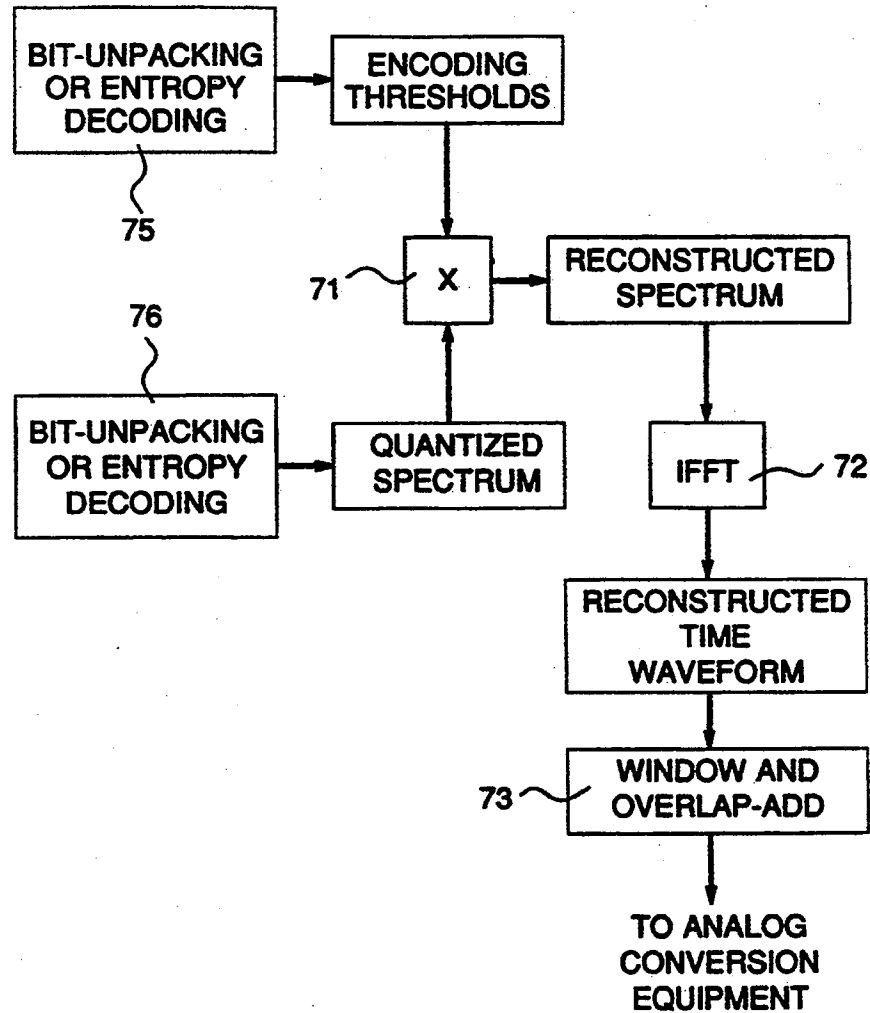 BIT-UNPACKING
OR ENTROPY
DECODING
75
ENCODING
THRESHOLDS
71
X
RECONSTRUCTED
SPECTRUM
76
BIT-UNPACKING
OR ENTROPY
DECODING
QUANTIZED
SPECTRUM
IFFT
72
RECONSTRUCTED
TIME
WAVEFORM
73
WINDOW AND
OVERLAP-ADD
TO ANALOG
CONVERSION
EQUIPMENT